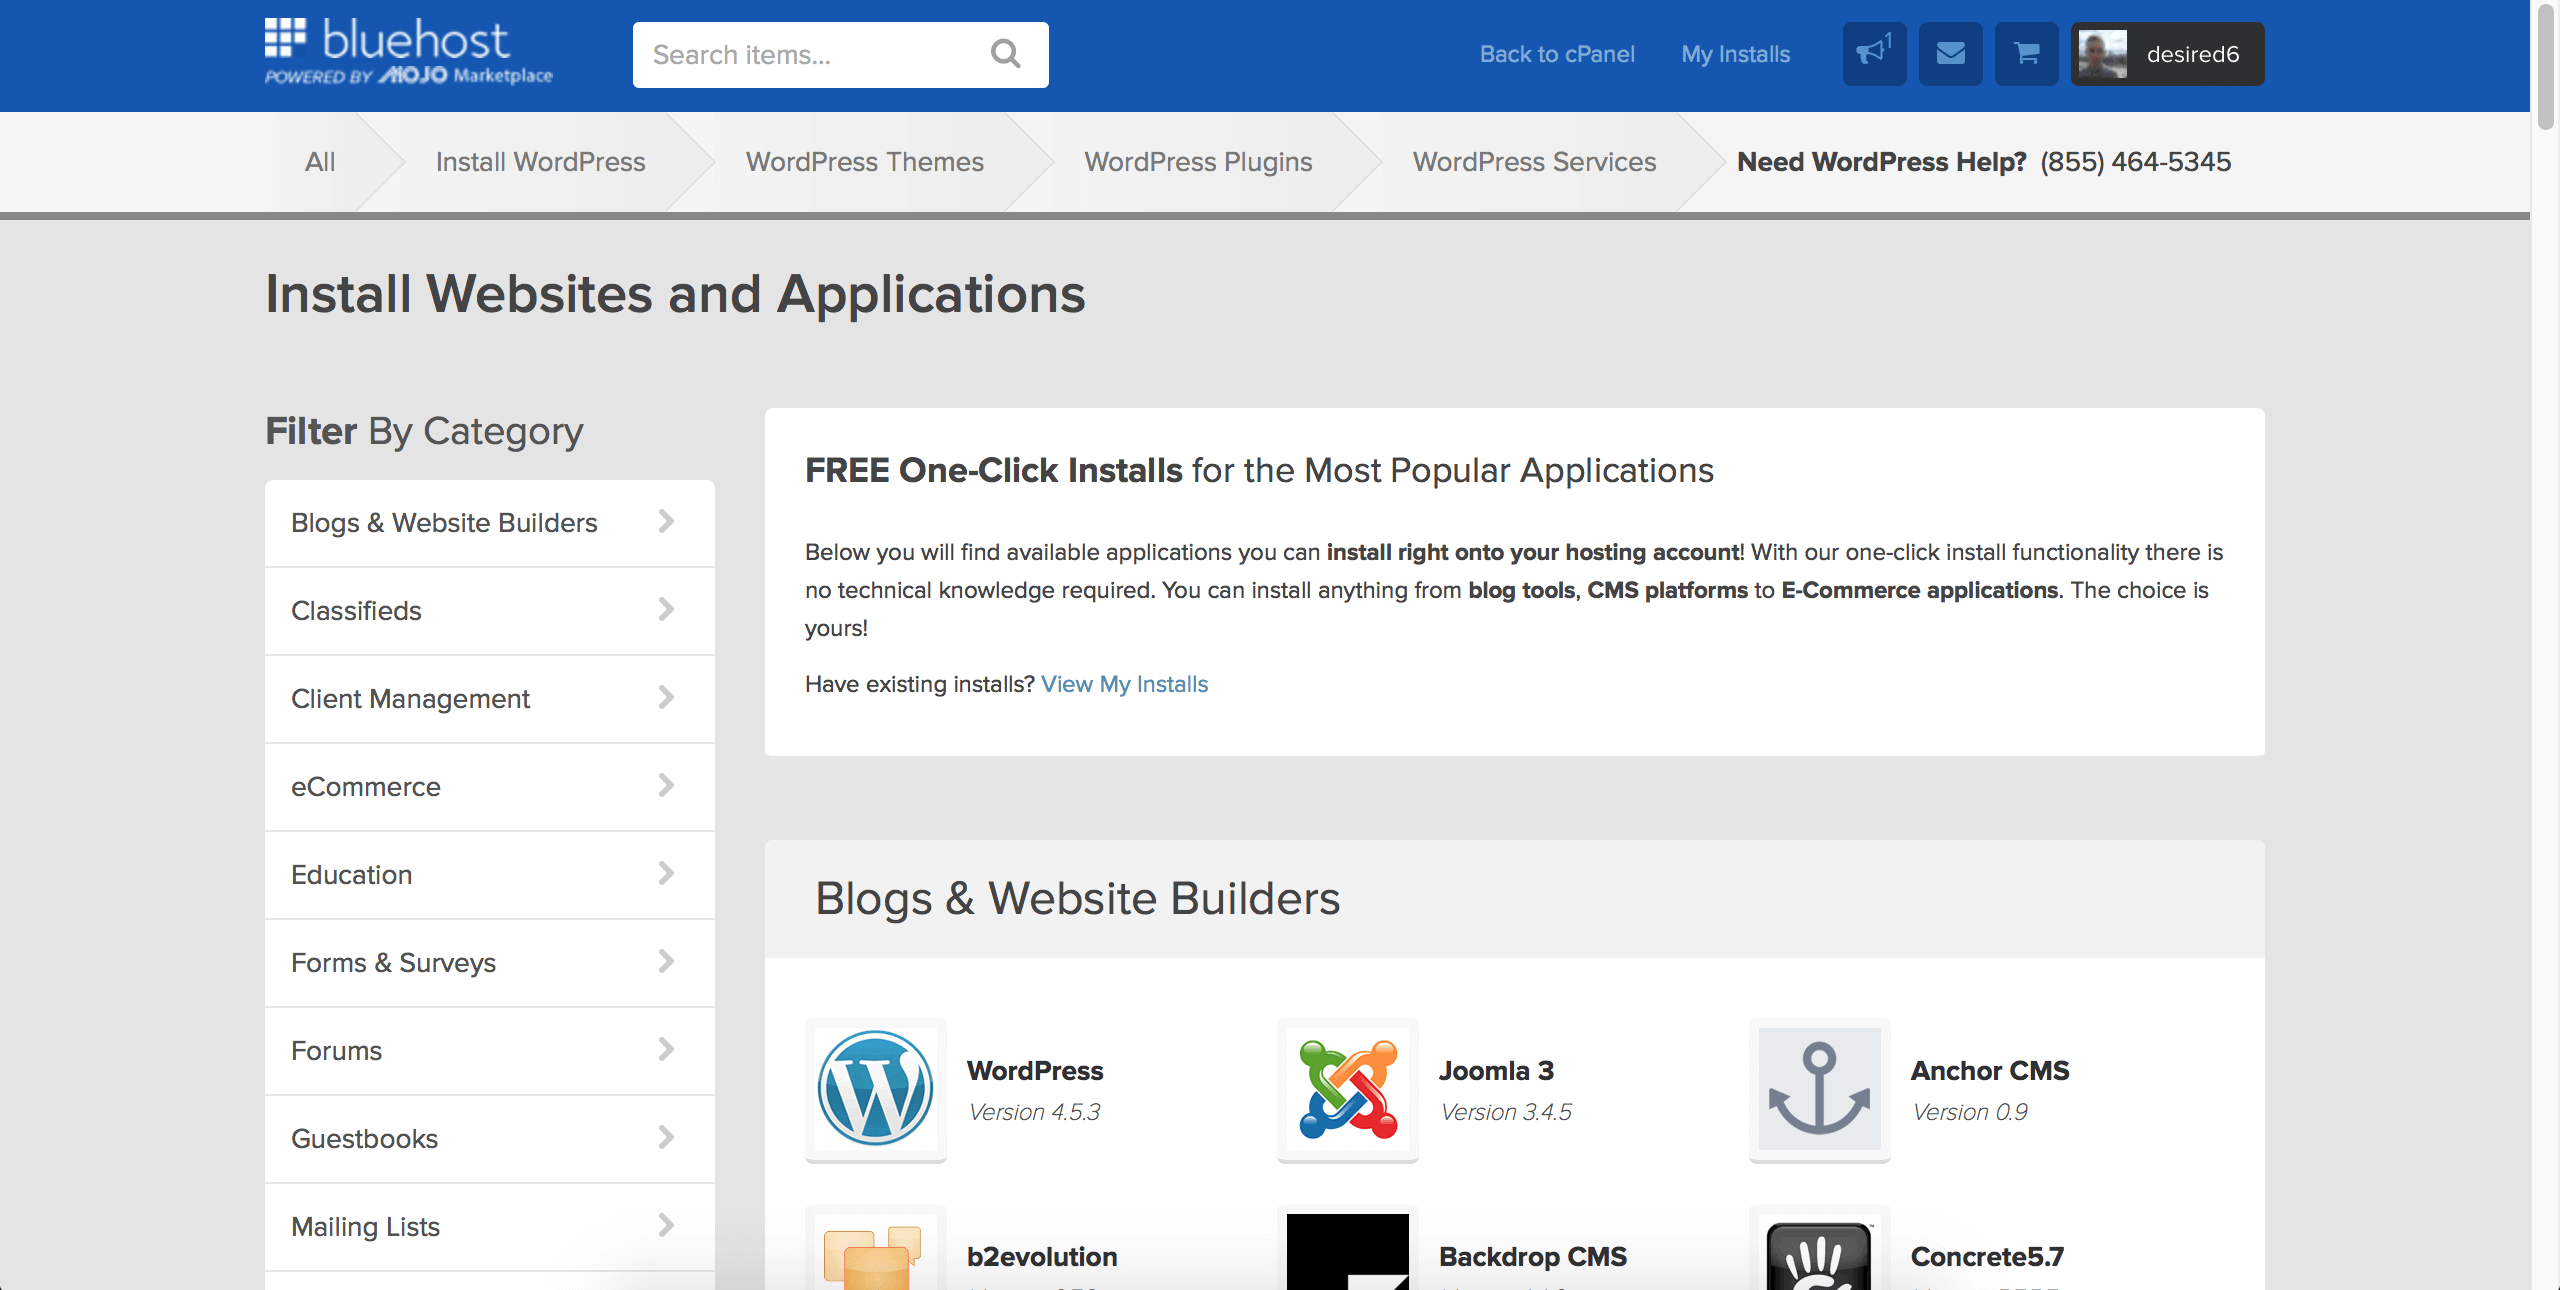 bluehost
POWERED BY MOJO Marketplace
Search items...
Back to cPanel
My Installs
1
desired6
All
Install WordPress
WordPress Themes
WordPress Plugins
WordPress Services
Need WordPress Help? (855) 464-5345
Install Websites and Applications
Filter By Category
Blogs & Website Builders
Classifieds
Client Management
eCommerce
Education
Forms & Surveys
Forums
Guestbooks
Mailing Lists
FREE One-Click Installs for the Most Popular Applications
Below you will find available applications you can install right onto your hosting account! With our one-click install functionality there is
no technical knowledge required. You can install anything from blog tools, CMS platforms to E-Commerce applications. The choice is
yours!
Have existing installs? View My Installs
Blogs & Website Builders
WordPress
Version 4.5.3
Joomla 3
Version 3.4.5
Anchor CMS
Version 0.9
b2evolution
Backdrop CMS
Concrete5.7